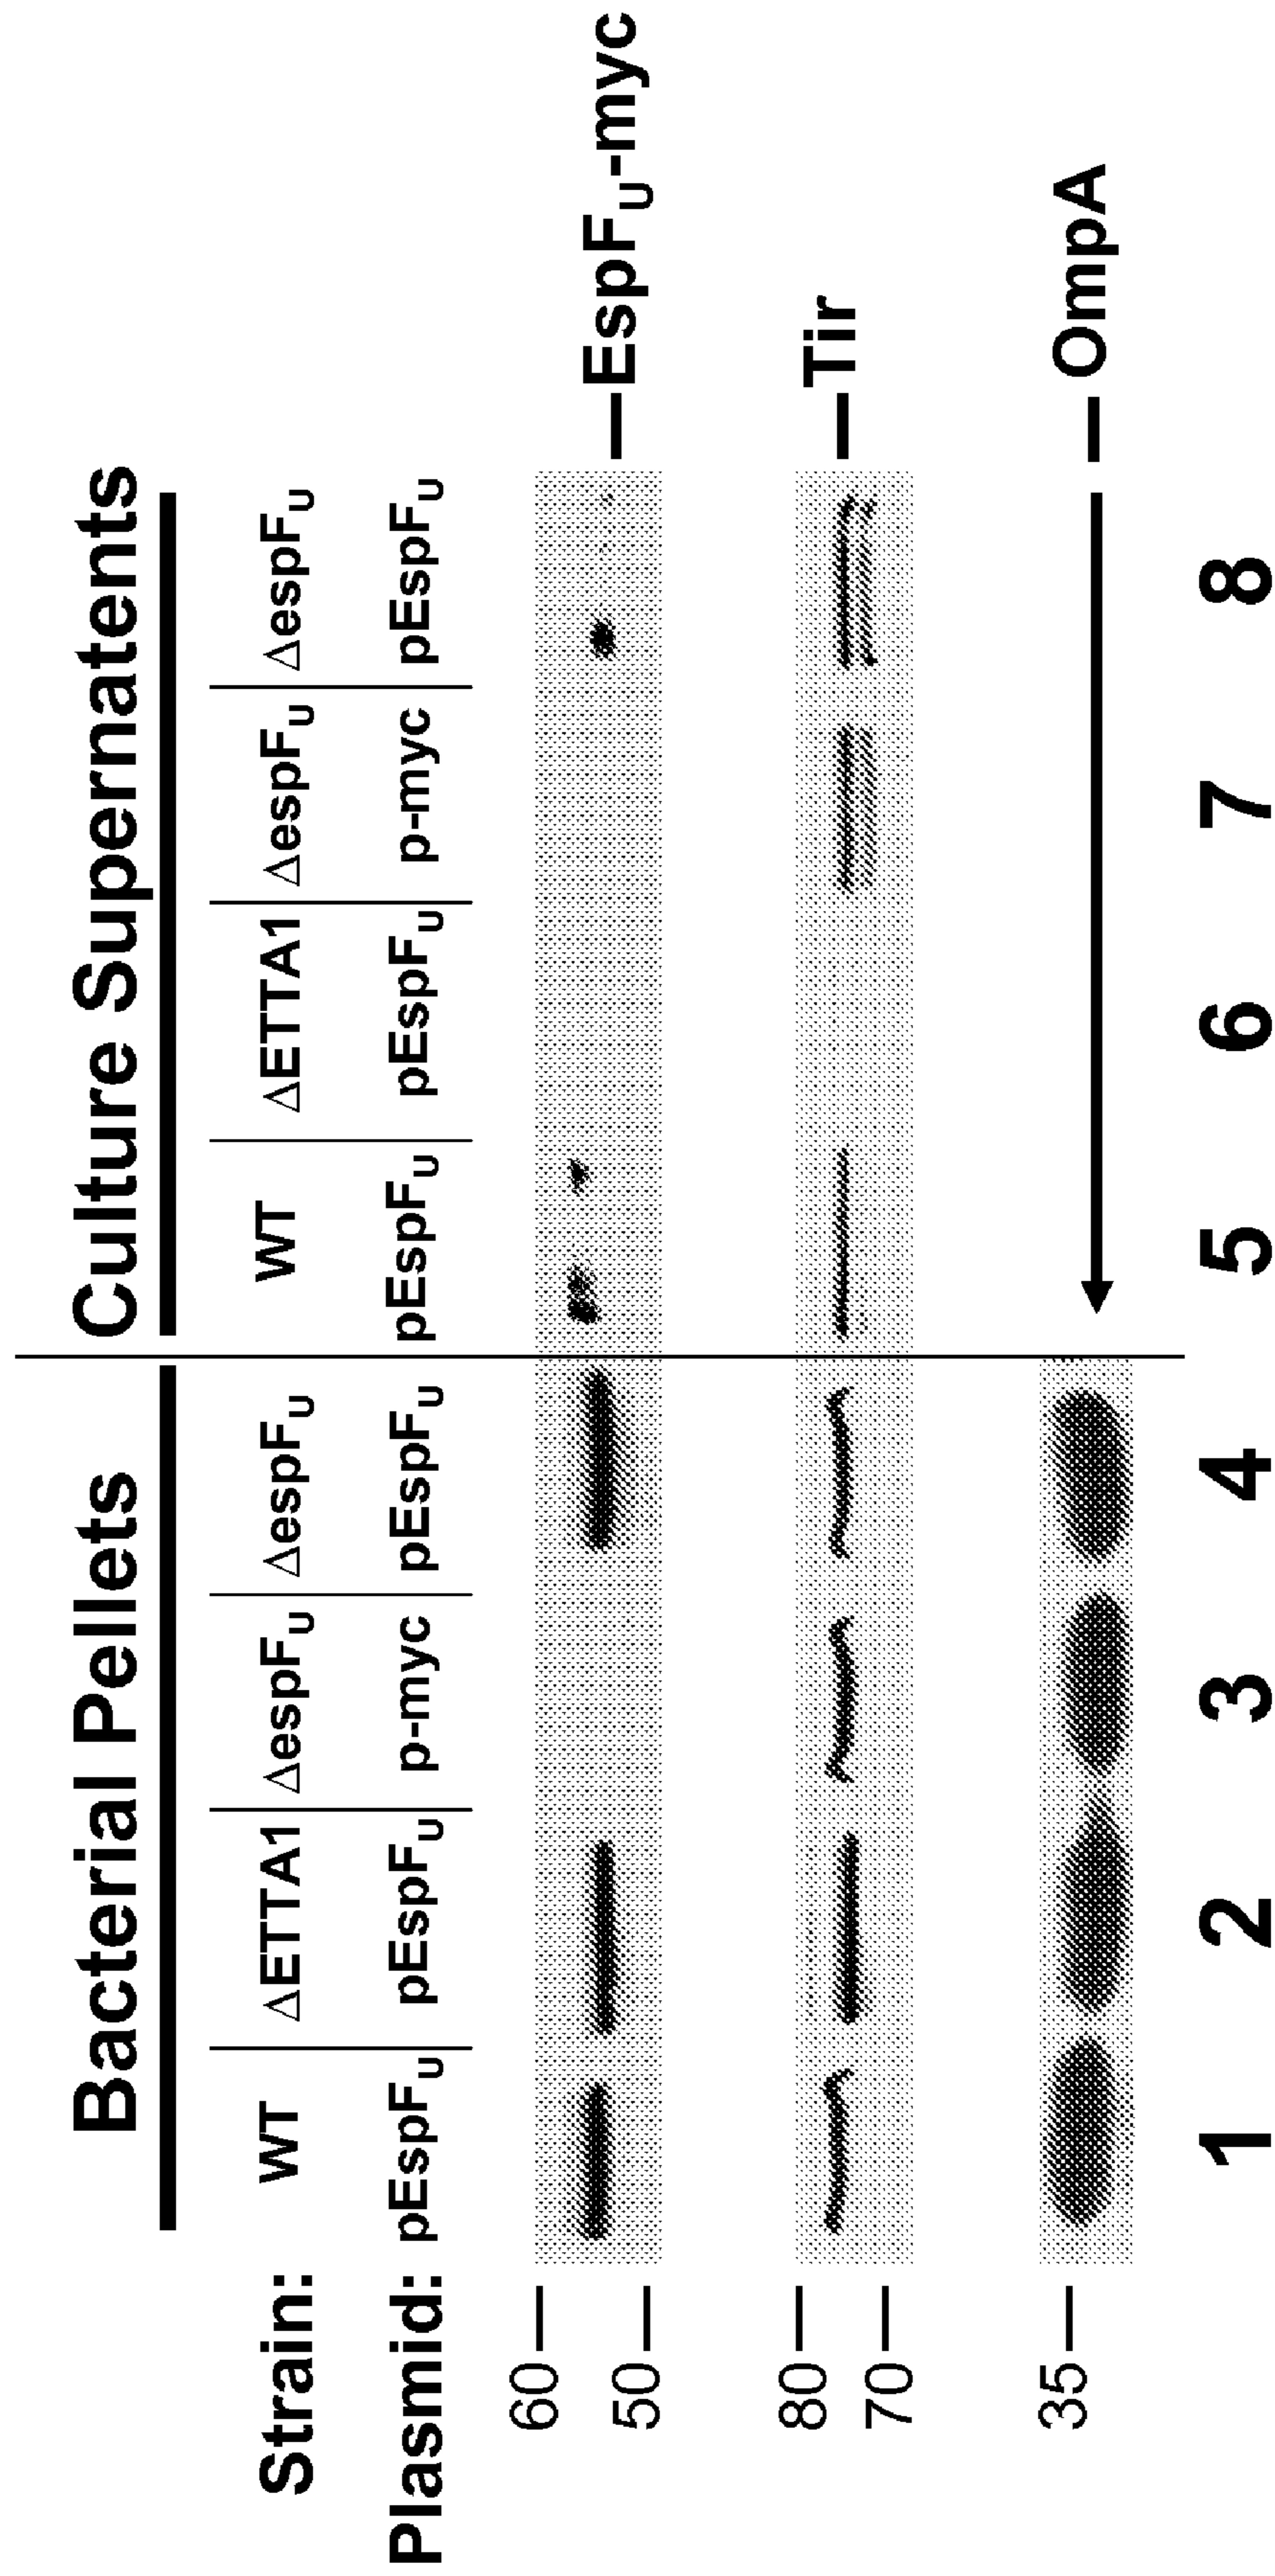 Bacterial Pellets Culture Supernatents
Strain: WT ΔETTA1 ΔespFU ΔespFU WT ΔETTA1 ΔespFU ΔespFU
Plasmid: pEspFU pEspFU p-myc pEspFU pEspFU pEspFU p-myc pEspFU
60
EspFU-myc
50
80
Tir
70
35
OmpA
1 2 3 4 5 6 7 8